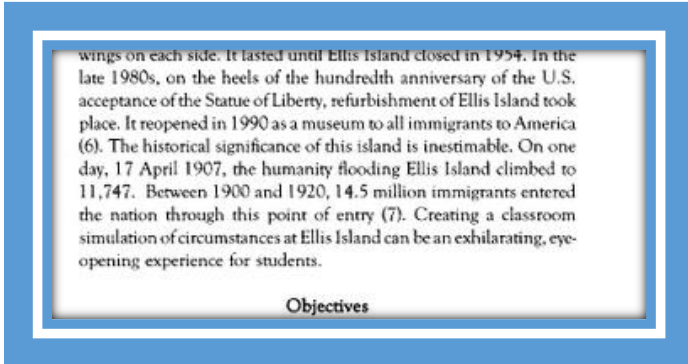 wings on each side. It lasted until Ellis Island closed in 1954. In the
late 1980s, on the heels of the hundredth anniversary of the U.S.
acceptance of the Statue of Liberty, refurbishment of Ellis Island took
place. It reopened in 1990 as a museum to all immigrants to America
(6). The historical significance of this island is inestimable. On one
day, 17 April 1907, the humanity flooding Ellis Island climbed to
11,747. Between 1900 and 1920, 14.5 million immigrants entered
the nation through this point of entry (7). Creating a classroom
simulation of circumstances at Ellis Island can be an exhilarating, eye-
opening experience for students.
Objectives